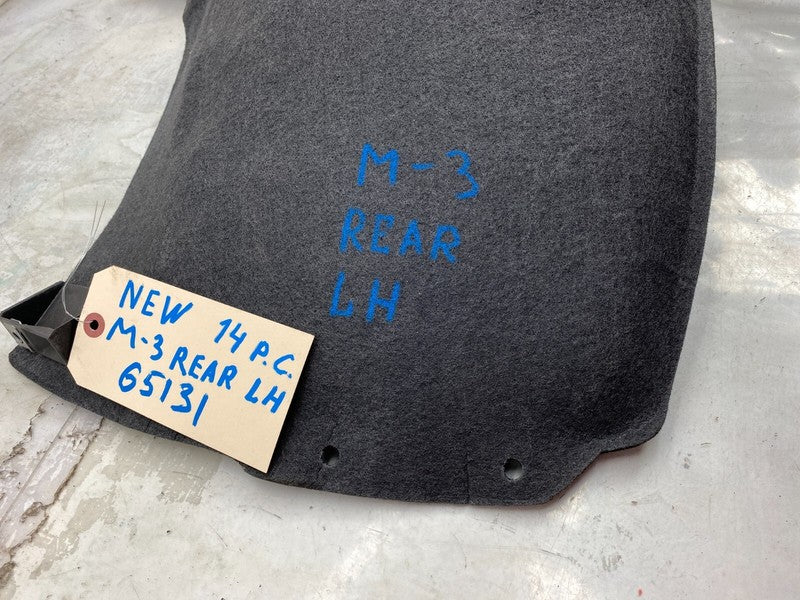 M-3
REAR
LH
NEW 14 P.C.
M-3 REAR LH
65131